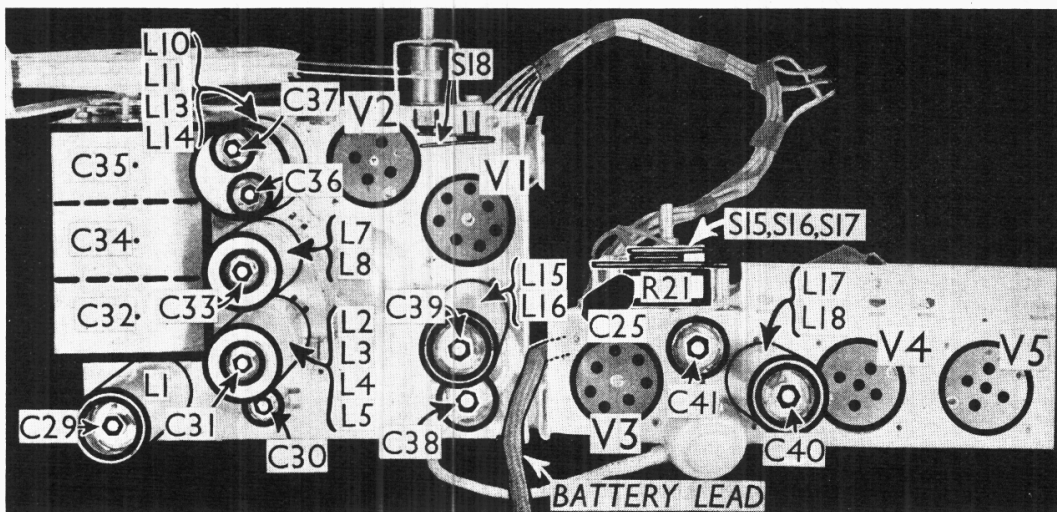 L10
L11
L13
L14
C37
V2
S18
C35
C36
V1
C34
L7
L8
S15,S16,S17
L15
L16
R21
L17
L18
C33
C39
C32
L2
L3
L4
L5
C25
V4
V5
L1
C31
C29
C30
C38
V3
C41
C40
BATTERY LEAD